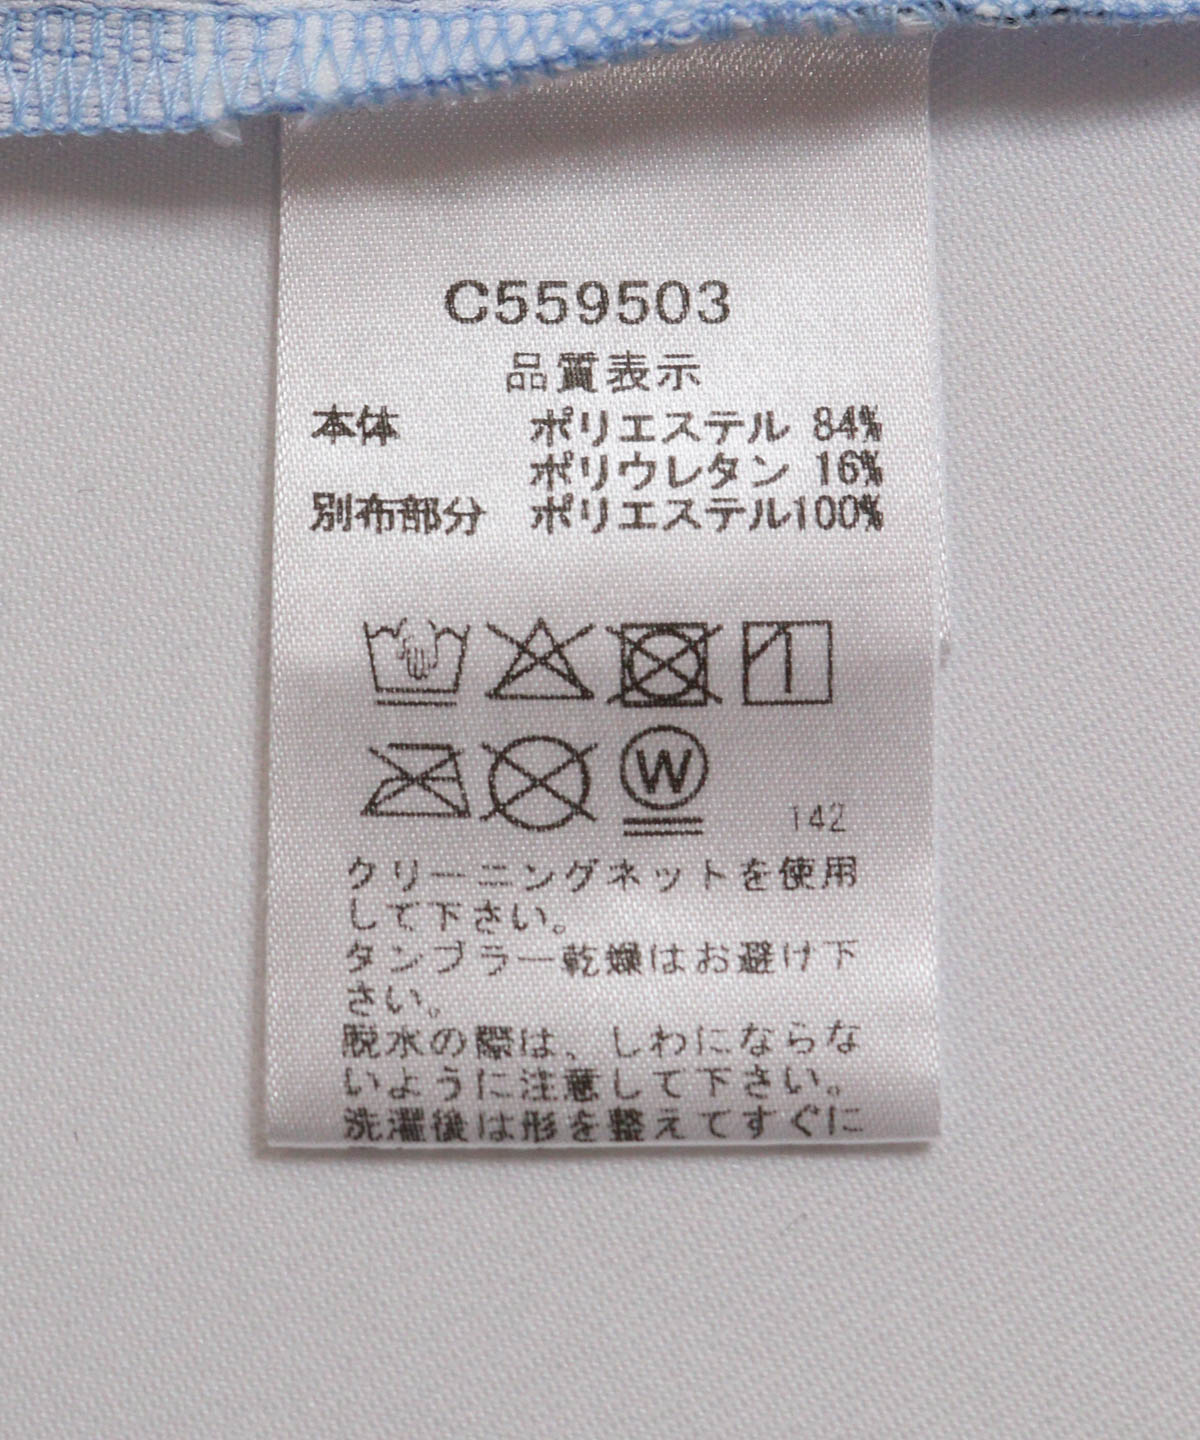 C559503
品質表示
本体 ポリエステル 84%
ポリウレタン 16%
別布部分 ポリエステル100%
W
142
クリーニングネットを使用
して下さい。
タンブラー乾燥はお避け下
さい。
脱水の際は、しわにならな
いように注意して下さい。
洗濯後は形を整えてすぐに